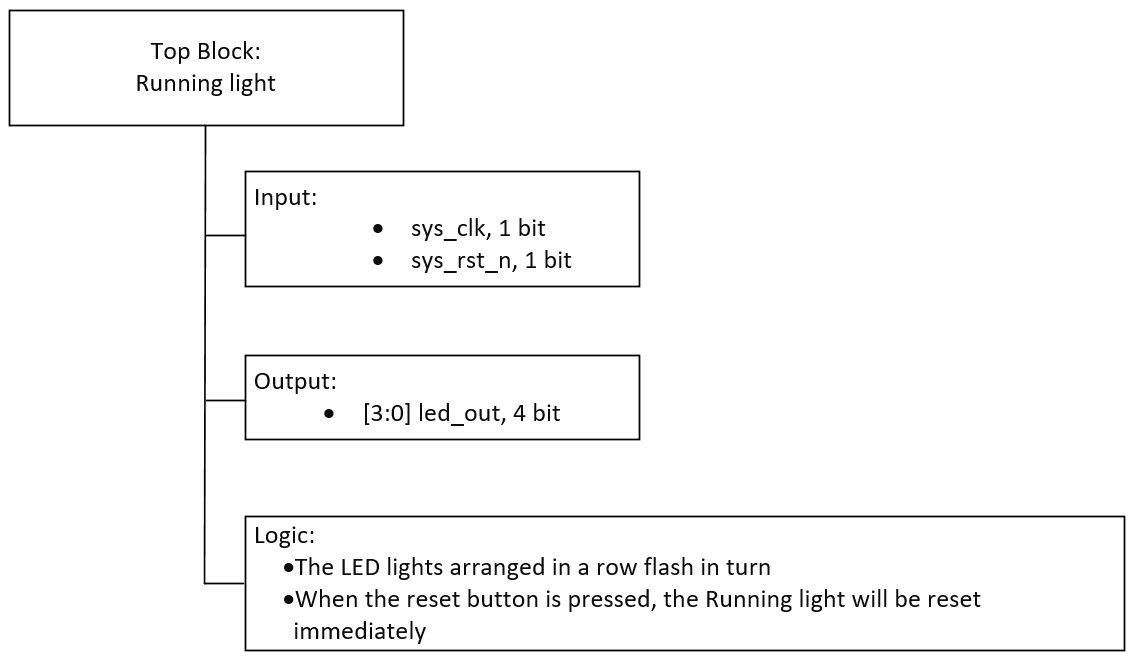 Top Block:
Running light
Input:
• sys_clk, 1 bit
• sys_rst_n, 1 bit
Output:
• [3:0] led_out, 4 bit
Logic:
•The LED lights arranged in a row flash in turn
•When the reset button is pressed, the Running light will be reset
immediately